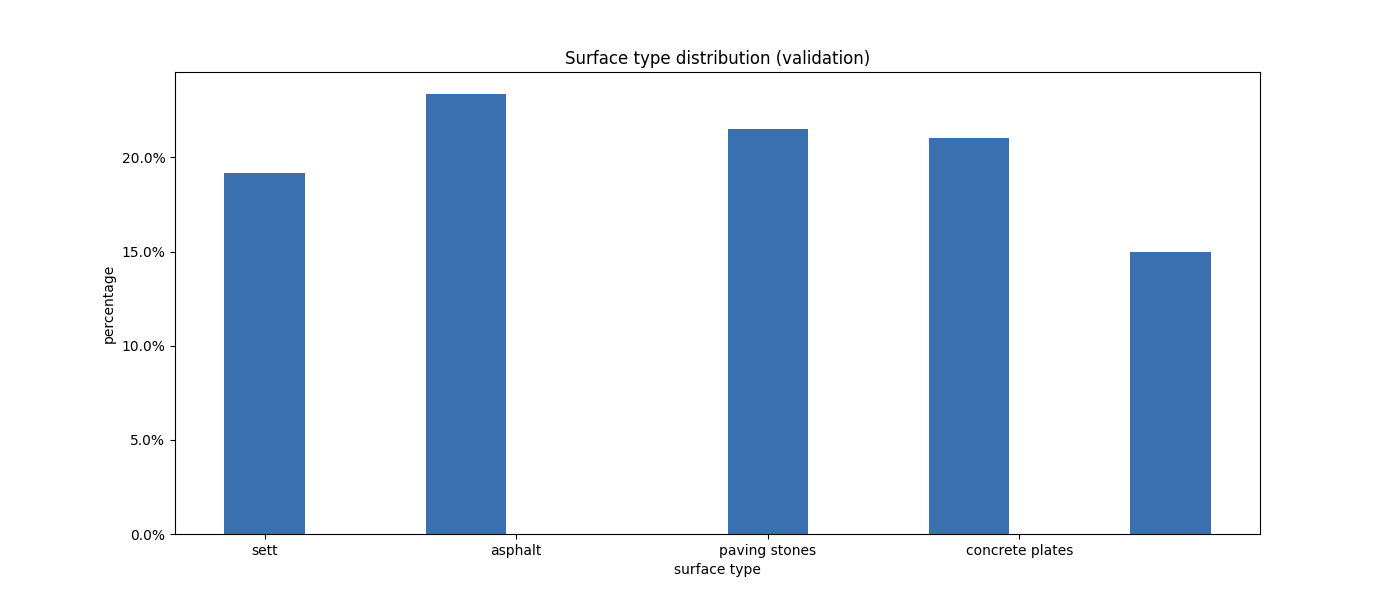 Surface type distribution (validation)
20.0%
15.0%
10.0%
5.0%
0.0%
percentage
sett asphalt paving stones concrete plates
surface type